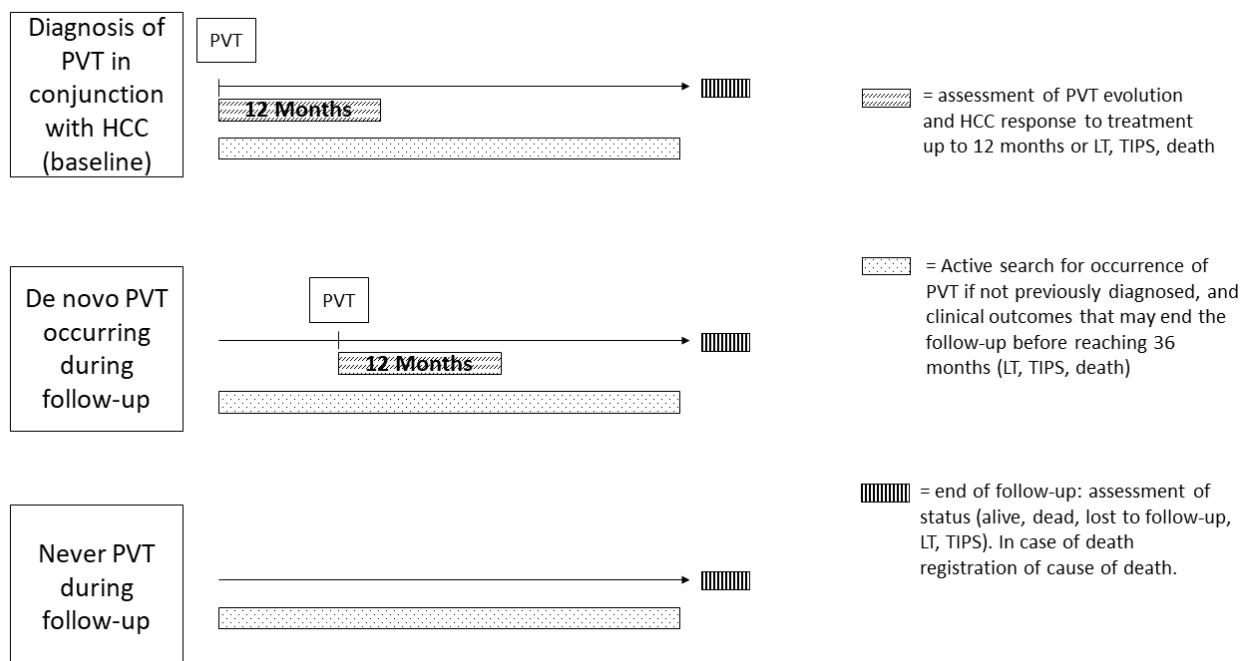 Diagnosis of
PVT in
conjunction
with HCC
(baseline)
PVT
12 Months
= assessment of PVT evolution
and HCC response to treatment
up to 12 months or LT, TIPS, death
De novo PVT
occurring
during
follow-up
PVT
12 Months
= Active search for occurrence of
PVT if not previously diagnosed, and
clinical outcomes that may end the
follow-up before reaching 36
months (LT, TIPS, death)
Never PVT
during
follow-up
= end of follow-up: assessment of
status (alive, dead, lost to follow-up,
LT, TIPS). In case of death
registration of cause of death.